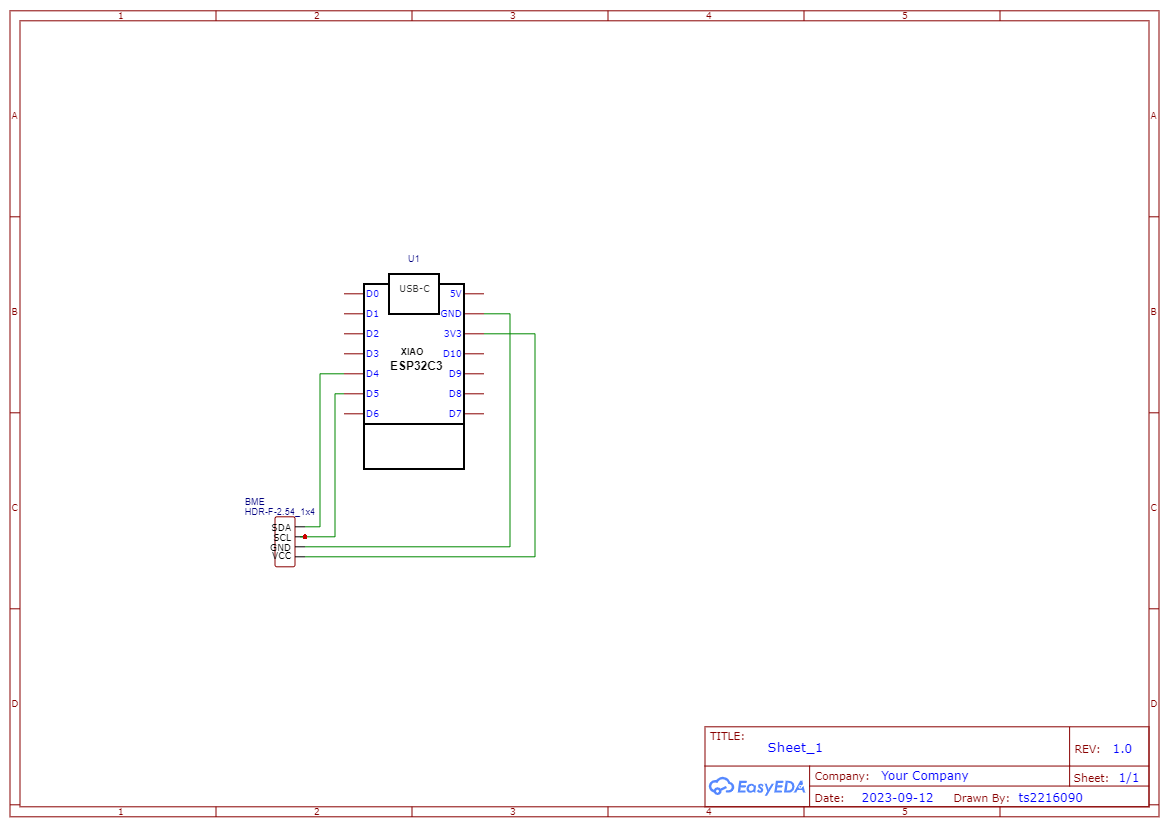 1 2 3 4 5
A A
U1
USB-C
D0 5V
D1 GND
B B
D2 3V3
XIAO
D3 D10
ESP32C3
D4 D9
D5 D8
D6 D7
BME
HDR-F-2.54_1x4
C C
SDA
SCL
GND
VCC
D D
TITLE:
Sheet_1
REV: 1.0
EasyEDA
Company: Your Company
Sheet: 1/1
Date: 2023-09-12 Drawn By: ts2216090
1 2 3 4 5